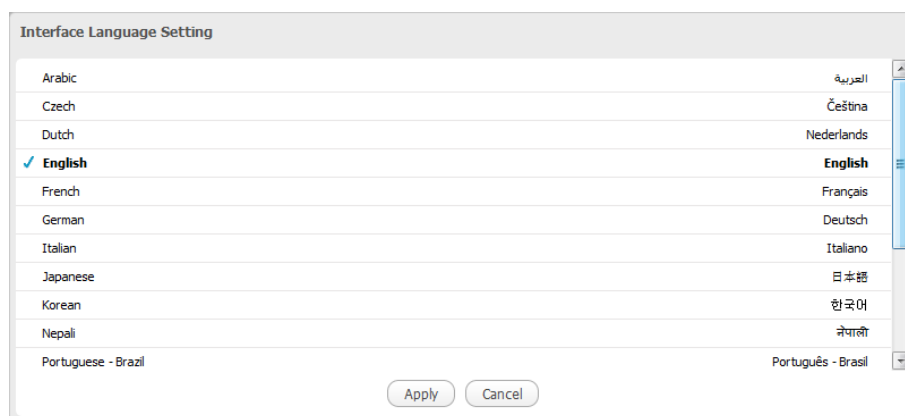 Interface Language Setting
Arabic العربية
Czech Čeština
Dutch Nederlands
English English
French Français
German Deutsch
Italian Italiano
Japanese 日本語
Korean 한국어
Nepali नेपाली
Portuguese - Brazil Português - Brasil
Apply Cancel